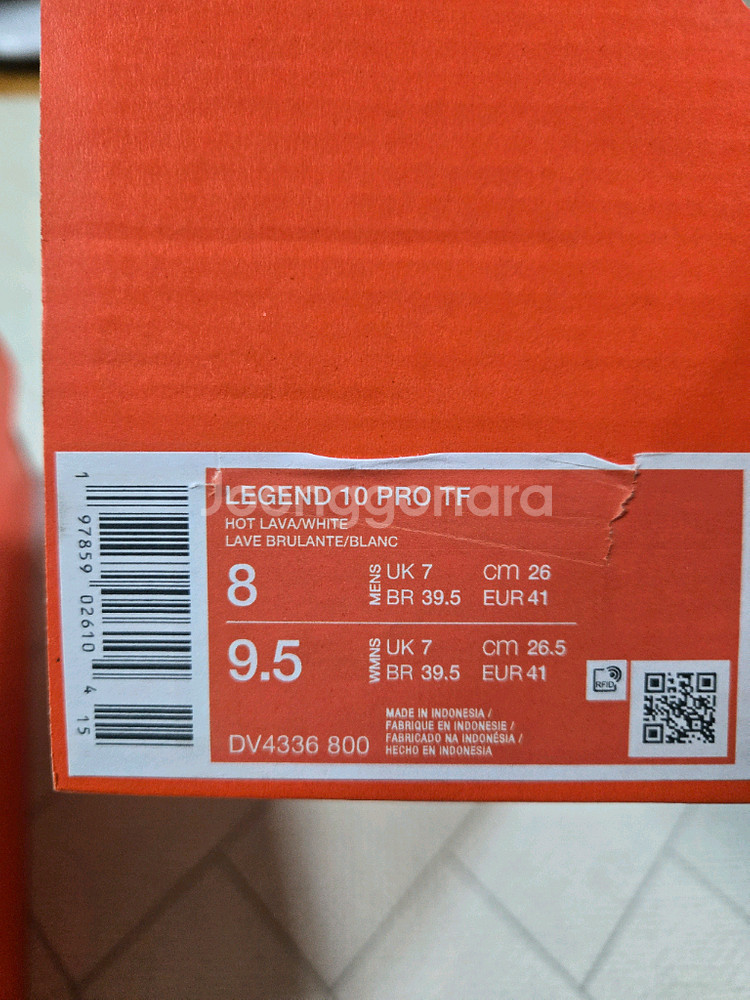 LEGEND 10 PRO TF
Joonggonara
HOT LAVA/WHITE
LAVE BRULANTE/BLANC
8
MENS
UK 7 cm 26
BR 39.5 EUR 41
9.5
WMNS
UK 7 cm 26.5
BR 39.5 EUR 41
RFID
DV4336 800
MADE IN INDONESIA /
FABRIQUE EN INDONESIE /
FABRICADO NA INDONÉSIA /
HECHO EN INDONESIA
1 97859 02610 4 15